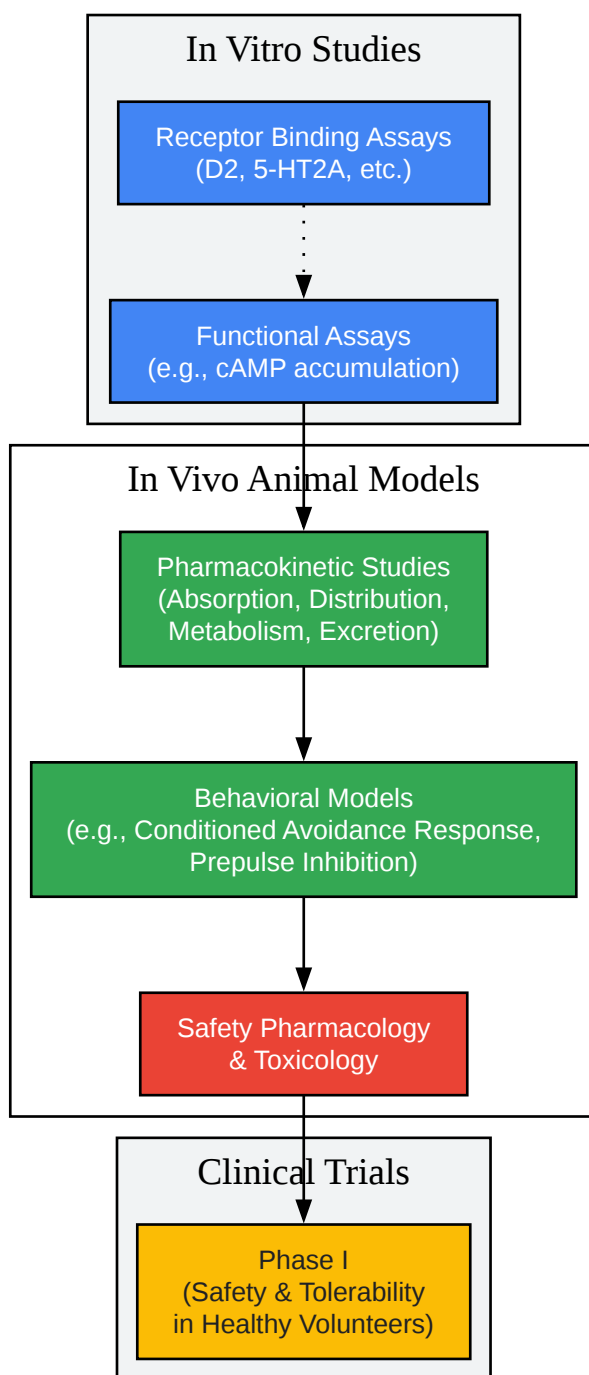 In Vitro Studies
Receptor Binding Assays
(D2, 5-HT2A, etc.)
Functional Assays
(e.g., cAMP accumulation)
In Vivo Animal Models
Pharmacokinetic Studies
(Absorption, Distribution,
Metabolism, Excretion)
Behavioral Models
(e.g., Conditioned Avoidance Response,
Prepulse Inhibition)
Safety Pharmacology
& Toxicology
Clinical Trials
Phase I
(Safety & Tolerability
in Healthy Volunteers)